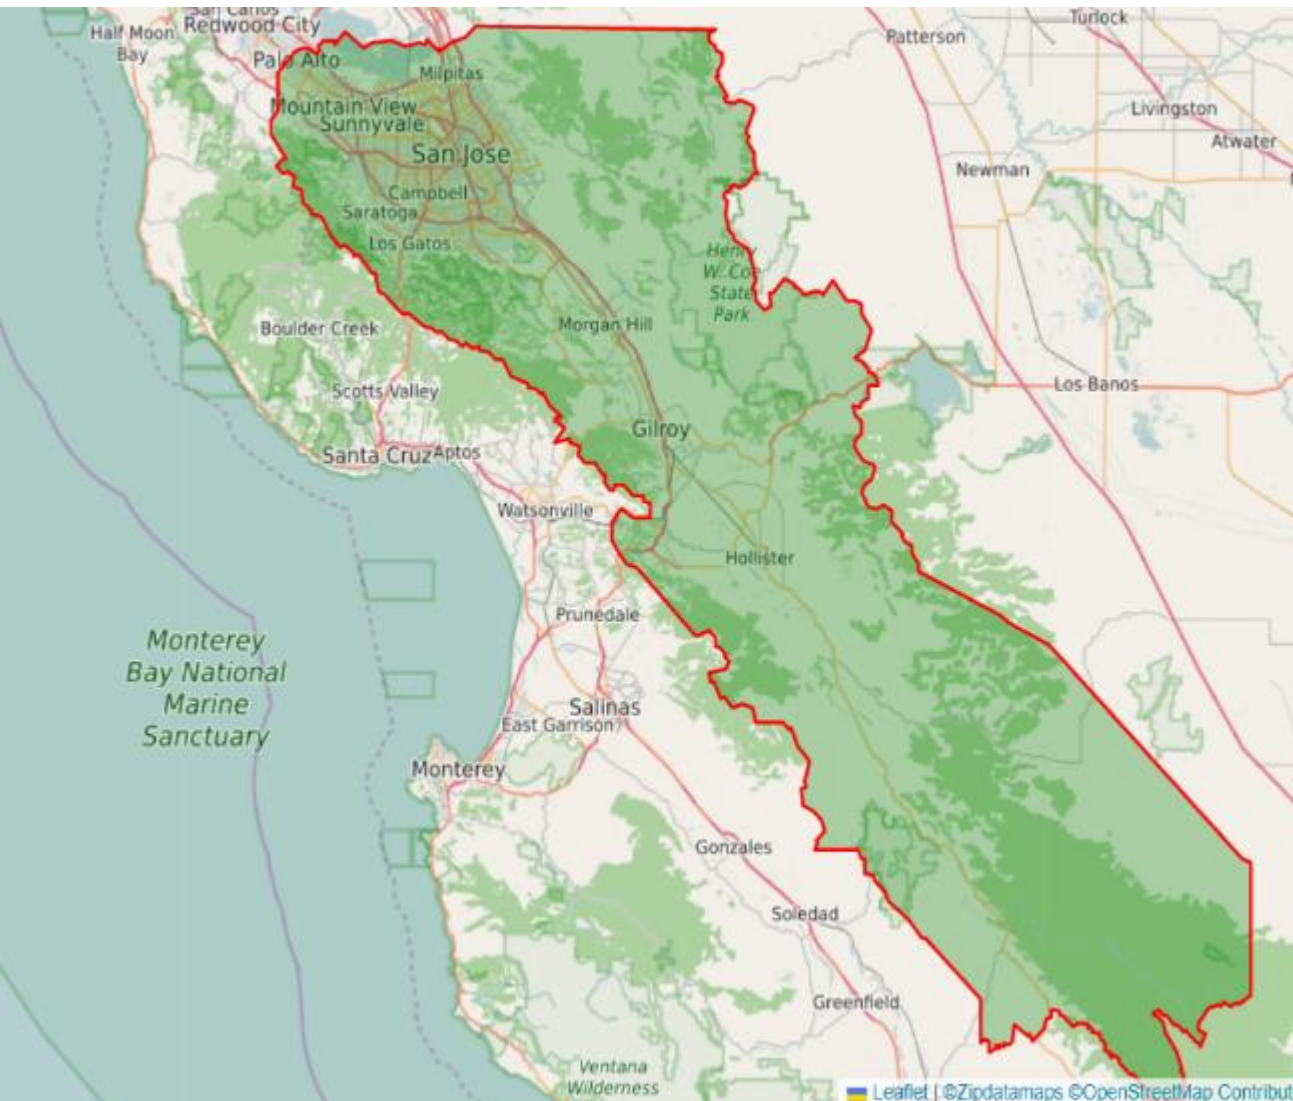 San Carlos
Redwood City
Half Moon
Bay
Palo Alto
Milpitas
Mountain View
Sunnyvale
San Jose
Campbell
Saratoga
Los Gatos
Turlock
Patterson
Livingston
Atwater
Newman
Henry
W. Coe
State
Park
Morgan Hill
Boulder Creek
Scotts Valley
Los Banos
Gilroy
Santa Cruz
Aptos
Watsonville
Hollister
Prunedale
Monterey
Bay National
Marine
Sanctuary
Salinas
East Garrison
Monterey
Gonzales
Soledad
Greenfield
Ventana
Wilderness
Leaflet | ©Zipdatamaps ©OpenStreetMap Contribut